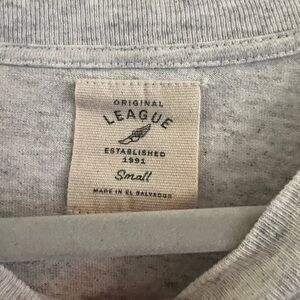 ORIGINAL
LEAGUE
ESTABLISHED
1991
Small
MADE IN EL SALVADOR